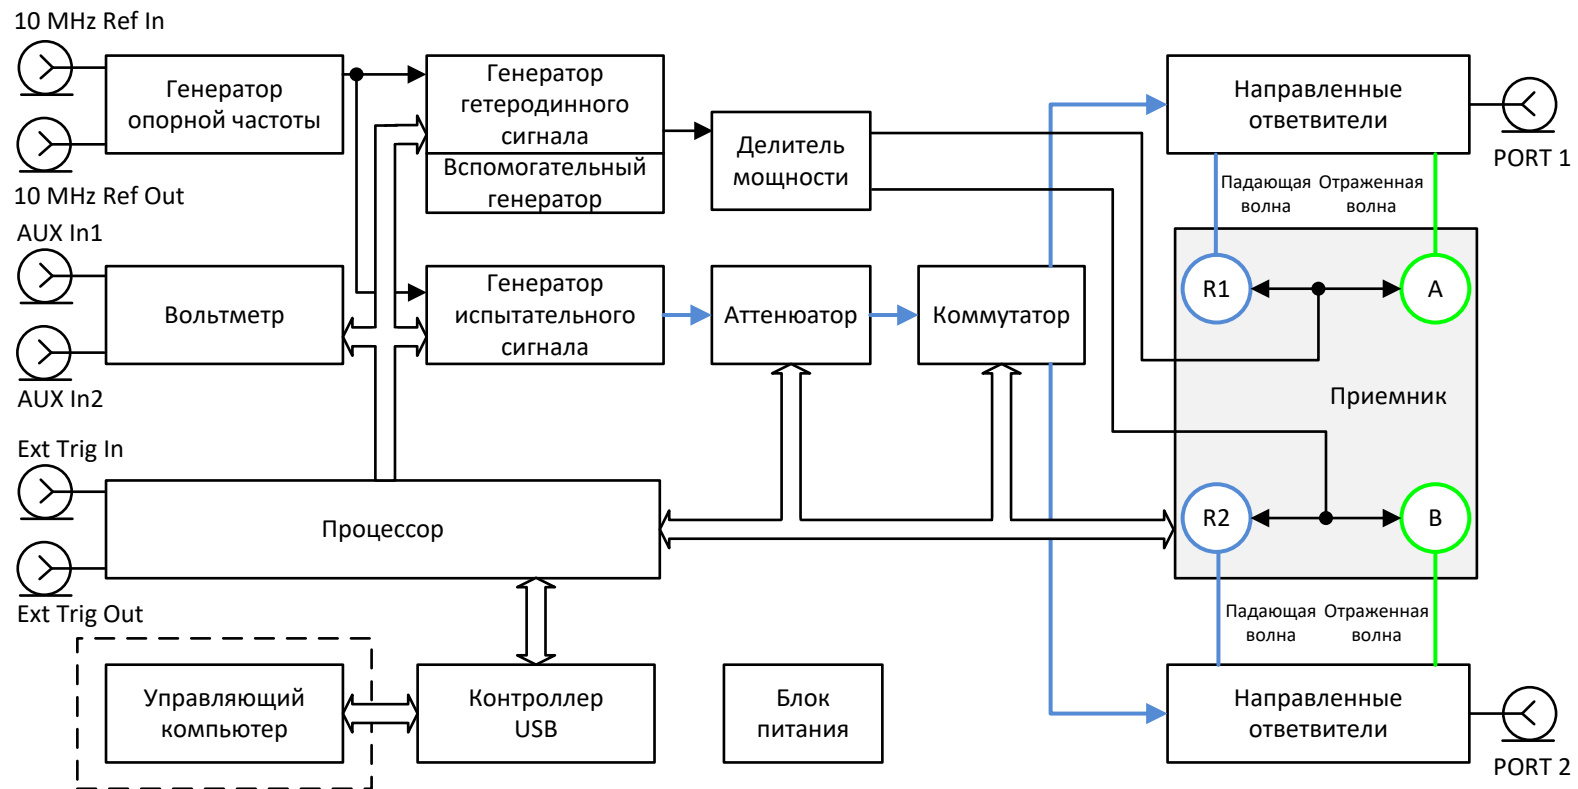 10 MHz Ref In
Генератор
опорной частоты
10 MHz Ref Out
Генератор
гетеродинного
сигнала
Вспомогательный
генератор
Делитель
мощности
Направленные
ответвители
PORT 1
Падающая
волна
Отраженная
волна
AUX In1
Вольтметр
AUX In2
Генератор
испытательного
сигнала
Аттенюатор
Коммутатор
R1
A
Приемник
R2
B
Ext Trig In
Процессор
Ext Trig Out
Падающая
волна
Отраженная
волна
Управляющий
компьютер
Контроллер
USB
Блок
питания
Направленные
ответвители
PORT 2